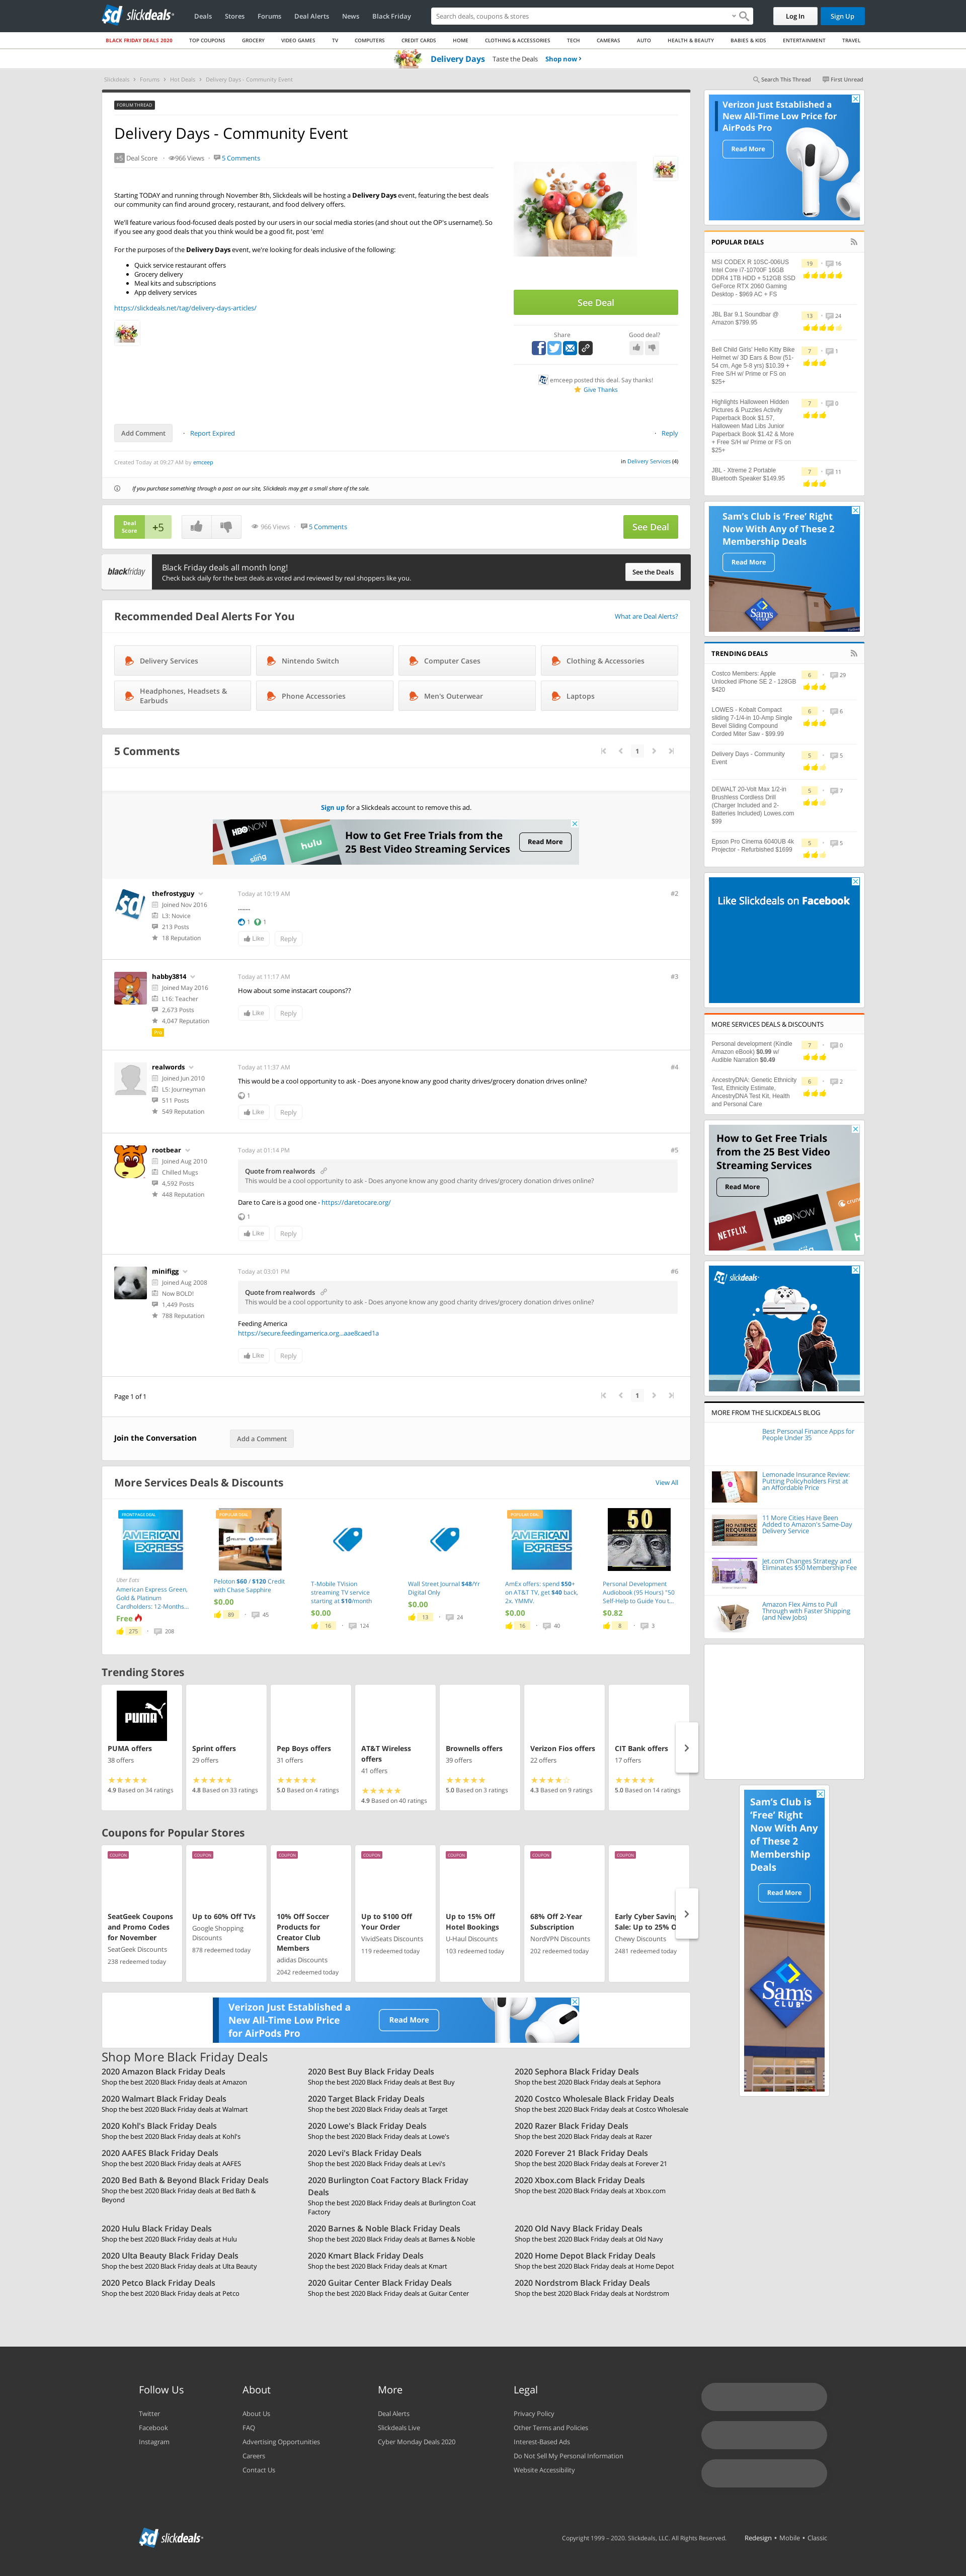 slickdeals
Deals
Stores
Forums
Deal Alerts
News
Black Friday
Search deals, coupons & stores
Log In
Sign Up
BLACK FRIDAY DEALS 2020
TOP COUPONS
GROCERY
VIDEO GAMES
TV
COMPUTERS
CREDIT CARDS
HOME
CLOTHING & ACCESSORIES
TECH
CAMERAS
AUTO
HEALTH & BEAUTY
BABIES & KIDS
ENTERTAINMENT
TRAVEL
Delivery Days Taste the Deals Shop now
Slickdeals > Forums > Hot Deals > Delivery Days - Community Event
Search This Thread
First Unread
FORUM THREAD
Delivery Days - Community Event
+5 Deal Score · 966 Views · 5 Comments
Starting TODAY and running through November 8th, Slickdeals will be hosting a Delivery Days event, featuring the best deals
our community can find around grocery, restaurant, and food delivery offers.
We'll feature various food-focused deals posted by our users in our social media stories (and shout out the OP's username!). So
if you see any good deals that you think would be a good fit, post 'em!
For the purposes of the Delivery Days event, we're looking for deals inclusive of the following:
Quick service restaurant offers
Grocery delivery
Meal kits and subscriptions
App delivery services
https://slickdeals.net/tag/delivery-days-articles/
See Deal
Share
Good deal?
emceep posted this deal. Say thanks!
Give Thanks
Add Comment
Report Expired
Reply
Created Today at 09:27 AM by emceep
in Delivery Services (4)
If you purchase something through a post on our site, Slickdeals may get a small share of the sale.
Deal Score
+5
966 Views
5 Comments
See Deal
blackfriday
Black Friday deals all month long!
Check back daily for the best deals as voted and reviewed by real shoppers like you.
See the Deals
Recommended Deal Alerts For You
What are Deal Alerts?
Delivery Services
Nintendo Switch
Computer Cases
Clothing & Accessories
Headphones, Headsets &
Earbuds
Phone Accessories
Men's Outerwear
Laptops
5 Comments
1
Sign up for a Slickdeals account to remove this ad.
HBO NOW
sling
hulu
How to Get Free Trials from the
25 Best Video Streaming Services
Read More
thefrostyguy
Joined Nov 2016
L3: Novice
213 Posts
18 Reputation
Today at 10:19 AM
#2
1
1
Like
Reply
habby3814
Joined May 2016
L16: Teacher
2,673 Posts
4,047 Reputation
Pro
Today at 11:17 AM
#3
How about some instacart coupons??
Like
Reply
realwords
Joined Jun 2010
L5: Journeyman
511 Posts
549 Reputation
Today at 11:37 AM
#4
This would be a cool opportunity to ask - Does anyone know any good charity drives/grocery donation drives online?
1
Like
Reply
rootbear
Joined Aug 2010
Chilled Mugs
4,592 Posts
448 Reputation
Today at 01:14 PM
#5
Quote from realwords
This would be a cool opportunity to ask - Does anyone know any good charity drives/grocery donation drives online?
Dare to Care is a good one - https://daretocare.org/
1
Like
Reply
minifigg
Joined Aug 2008
Now BOLD!
1,449 Posts
788 Reputation
Today at 03:01 PM
#6
Quote from realwords
This would be a cool opportunity to ask - Does anyone know any good charity drives/grocery donation drives online?
Feeding America
https://secure.feedingamerica.org...aae8caed1a
Like
Reply
Page 1 of 1
1
Join the Conversation
Add a Comment
More Services Deals & Discounts
View All
FRONT PAGE DEAL
AMERICAN EXPRESS
Uber Eats
American Express Green,
Gold & Platinum
Cardholders: 12-Months...
Free
275
208
POPULAR DEAL
Peloton $60 / $120 Credit
with Chase Sapphire
$0.00
89
45
T-Mobile TVision
streaming TV service
starting at $10/month
$0.00
16
124
Wall Street Journal $48/Yr
Digital Only
$0.00
13
24
POPULAR DEAL
AMERICAN EXPRESS
AmEx offers: spend $50+
on AT&T TV, get $40 back,
2x. YMMV.
$0.00
16
40
50
Personal Development
Audiobook (95 Hours) "50
Self-Help to Guide You t...
$0.82
8
3
Trending Stores
PUMA
PUMA offers
38 offers
4.9 Based on 34 ratings
Sprint offers
29 offers
4.8 Based on 33 ratings
Pep Boys offers
31 offers
5.0 Based on 4 ratings
AT&T Wireless
offers
41 offers
4.9 Based on 40 ratings
Brownells offers
39 offers
5.0 Based on 3 ratings
Verizon Fios offers
22 offers
4.3 Based on 9 ratings
CIT Bank offers
17 offers
5.0 Based on 14 ratings
Coupons for Popular Stores
COUPON
SeatGeek Coupons
and Promo Codes
for November
SeatGeek Discounts
238 redeemed today
COUPON
Up to 60% Off TVs
Google Shopping
Discounts
878 redeemed today
COUPON
10% Off Soccer
Products for
Creator Club
Members
adidas Discounts
2042 redeemed today
COUPON
Up to $100 Off
Your Order
VividSeats Discounts
119 redeemed today
COUPON
Up to 15% Off
Hotel Bookings
U-Haul Discounts
103 redeemed today
COUPON
68% Off 2-Year
Subscription
NordVPN Discounts
202 redeemed today
COUPON
Early Cyber Saving
Sale: Up to 25% O
Chewy Discounts
2481 redeemed today
Verizon Just Established a
New All-Time Low Price
for AirPods Pro
Read More
Shop More Black Friday Deals
2020 Amazon Black Friday Deals
Shop the best 2020 Black Friday deals at Amazon
2020 Best Buy Black Friday Deals
Shop the best 2020 Black Friday deals at Best Buy
2020 Sephora Black Friday Deals
Shop the best 2020 Black Friday deals at Sephora
2020 Walmart Black Friday Deals
Shop the best 2020 Black Friday deals at Walmart
2020 Target Black Friday Deals
Shop the best 2020 Black Friday deals at Target
2020 Costco Wholesale Black Friday Deals
Shop the best 2020 Black Friday deals at Costco Wholesale
2020 Kohl's Black Friday Deals
Shop the best 2020 Black Friday deals at Kohl's
2020 Lowe's Black Friday Deals
Shop the best 2020 Black Friday deals at Lowe's
2020 Razer Black Friday Deals
Shop the best 2020 Black Friday deals at Razer
2020 AAFES Black Friday Deals
Shop the best 2020 Black Friday deals at AAFES
2020 Levi's Black Friday Deals
Shop the best 2020 Black Friday deals at Levi's
2020 Forever 21 Black Friday Deals
Shop the best 2020 Black Friday deals at Forever 21
2020 Bed Bath & Beyond Black Friday Deals
Shop the best 2020 Black Friday deals at Bed Bath &
Beyond
2020 Burlington Coat Factory Black Friday
Deals
Shop the best 2020 Black Friday deals at Burlington Coat
Factory
2020 Xbox.com Black Friday Deals
Shop the best 2020 Black Friday deals at Xbox.com
2020 Hulu Black Friday Deals
Shop the best 2020 Black Friday deals at Hulu
2020 Barnes & Noble Black Friday Deals
Shop the best 2020 Black Friday deals at Barnes & Noble
2020 Old Navy Black Friday Deals
Shop the best 2020 Black Friday deals at Old Navy
2020 Ulta Beauty Black Friday Deals
Shop the best 2020 Black Friday deals at Ulta Beauty
2020 Kmart Black Friday Deals
Shop the best 2020 Black Friday deals at Kmart
2020 Home Depot Black Friday Deals
Shop the best 2020 Black Friday deals at Home Depot
2020 Petco Black Friday Deals
Shop the best 2020 Black Friday deals at Petco
2020 Guitar Center Black Friday Deals
Shop the best 2020 Black Friday deals at Guitar Center
2020 Nordstrom Black Friday Deals
Shop the best 2020 Black Friday deals at Nordstrom
Verizon Just Established a
New All-Time Low Price for
AirPods Pro
Read More
POPULAR DEALS
MSI CODEX R 10SC-006US
Intel Core i7-10700F 16GB
DDR4 1TB HDD + 512GB SSD
GeForce RTX 2060 Gaming
Desktop - $969 AC + FS
19
16
JBL Bar 9.1 Soundbar @
Amazon $799.95
13
24
Bell Child Girls' Hello Kitty Bike
Helmet w/ 3D Ears & Bow (51-
54 cm, Age 5-8 yrs) $10.39 +
Free S/H w/ Prime or FS on
$25+
7
1
Highlights Halloween Hidden
Pictures & Puzzles Activity
Paperback Book $1.57,
Halloween Mad Libs Junior
Paperback Book $1.42 & More
+ Free S/H w/ Prime or FS on
$25+
7
0
JBL - Xtreme 2 Portable
Bluetooth Speaker $149.95
7
11
Sam's Club is 'Free' Right
Now With Any of These 2
Membership Deals
Read More
Sam's
TRENDING DEALS
Costco Members: Apple
Unlocked iPhone SE 2 - 128GB
$420
6
29
LOWES - Kobalt Compact
sliding 7-1/4-in 10-Amp Single
Bevel Sliding Compound
Corded Miter Saw - $99.99
6
6
Delivery Days - Community
Event
5
5
DEWALT 20-Volt Max 1/2-in
Brushless Cordless Drill
(Charger Included and 2-
Batteries Included) Lowes.com
$99
5
7
Epson Pro Cinema 6040UB 4k
Projector - Refurbished $1699
5
5
Like Slickdeals on Facebook
MORE SERVICES DEALS & DISCOUNTS
Personal development (Kindle
Amazon eBook) $0.99 w/
Audible Narration $0.49
7
0
AncestryDNA: Genetic Ethnicity
Test, Ethnicity Estimate,
AncestryDNA Test Kit, Health
and Personal Care
6
2
How to Get Free Trials
from the 25 Best Video
Streaming Services
Read More
NETFLIX
crunchy
HBO
sling
slickdeals
MORE FROM THE SLICKDEALS BLOG
Best Personal Finance Apps for
People Under 35
Lemonade Insurance Review:
Putting Policyholders First at
an Affordable Price
NO PATIENCE
REQUIRED
11 More Cities Have Been
Added to Amazon's Same-Day
Delivery Service
Jet.com Changes Strategy and
Eliminates $50 Membership Fee
Amazon Flex Aims to Pull
Through with Faster Shipping
(and New Jobs)
Sam's Club is
'Free' Right
Now With Any
of These 2
Membership
Deals
Read More
Sam's
CLUB
Follow Us
Twitter
Facebook
Instagram
About
About Us
FAQ
Advertising Opportunities
Careers
Contact Us
More
Deal Alerts
Slickdeals Live
Cyber Monday Deals 2020
Legal
Privacy Policy
Other Terms and Policies
Interest-Based Ads
Do Not Sell My Personal Information
Website Accessibility
slickdeals
Copyright 1999 – 2020. Slickdeals, LLC. All Rights Reserved.
Redesign • Mobile • Classic